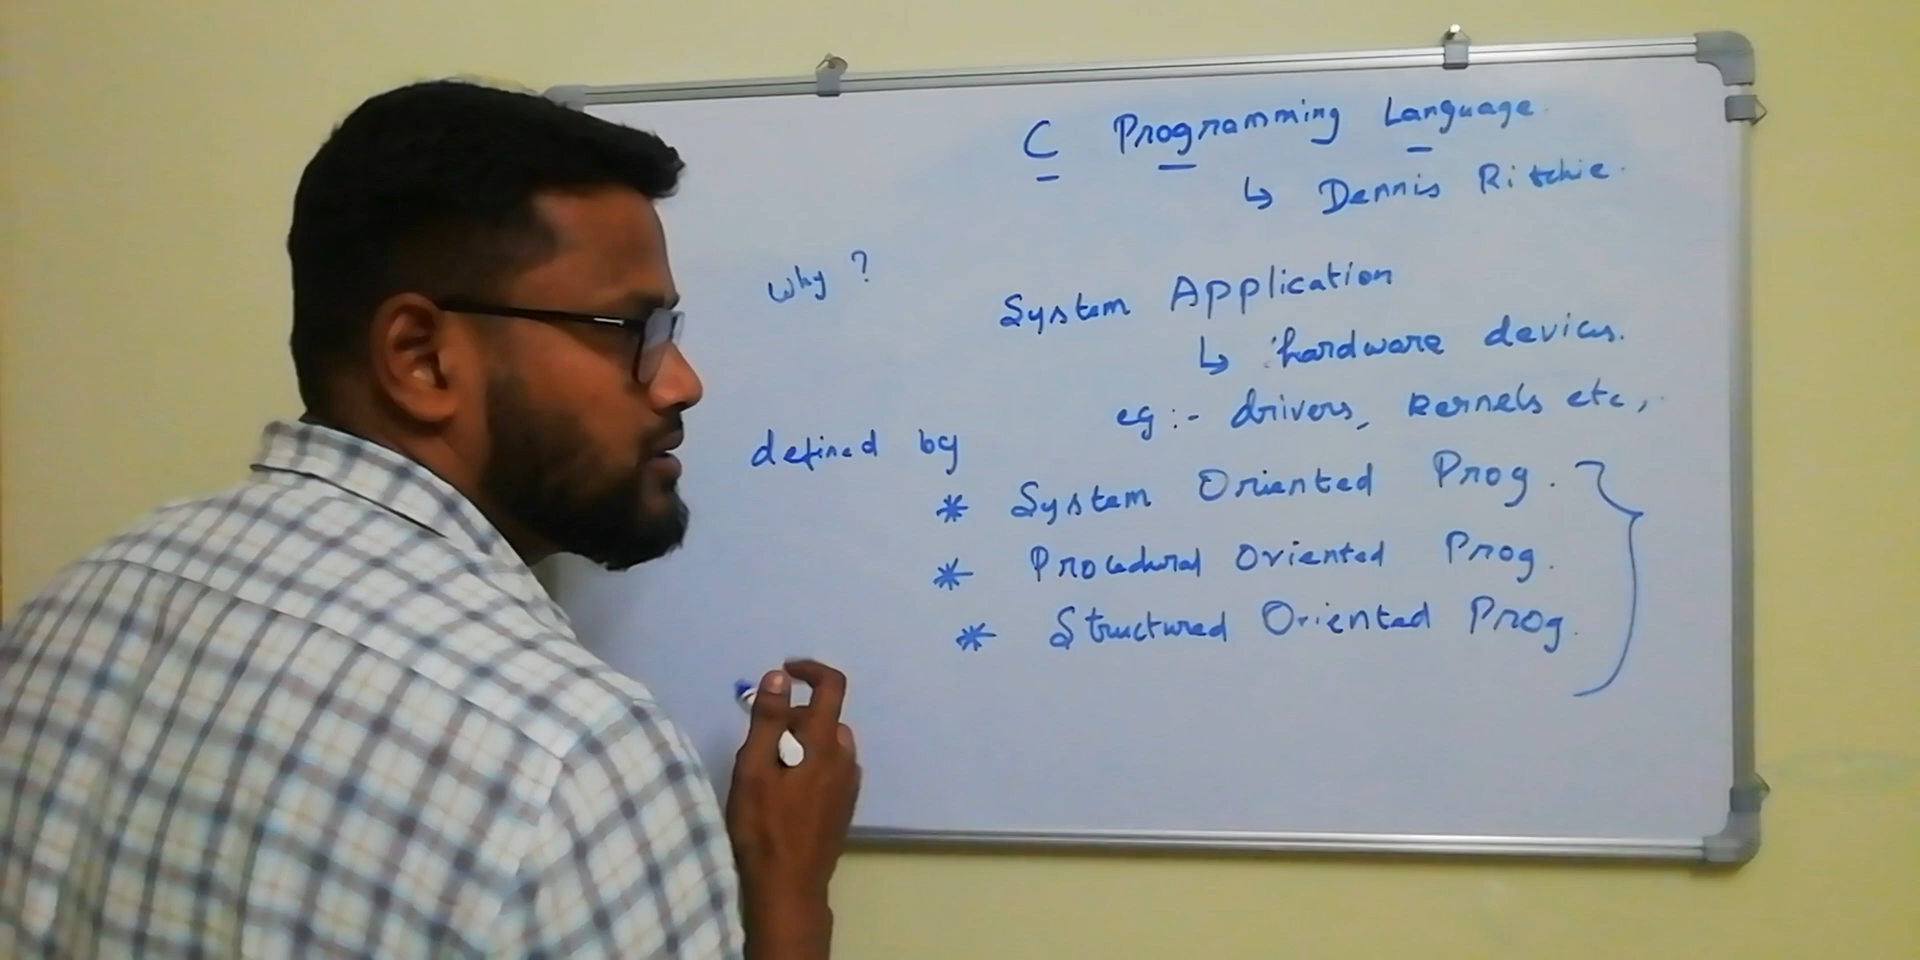 C Programming Language.
↳ Dennis Ritchie.
why ?
System Application
↳ hardware devices.
eg :- drivers, kernels etc,
defined by
* System Oriented Prog.
* Procedural Oriented Prog.
* Structured Oriented Prog.